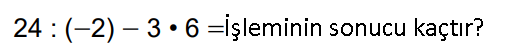 24 : (−2) − 3 • 6 =İşleminin sonucu kaçtır?